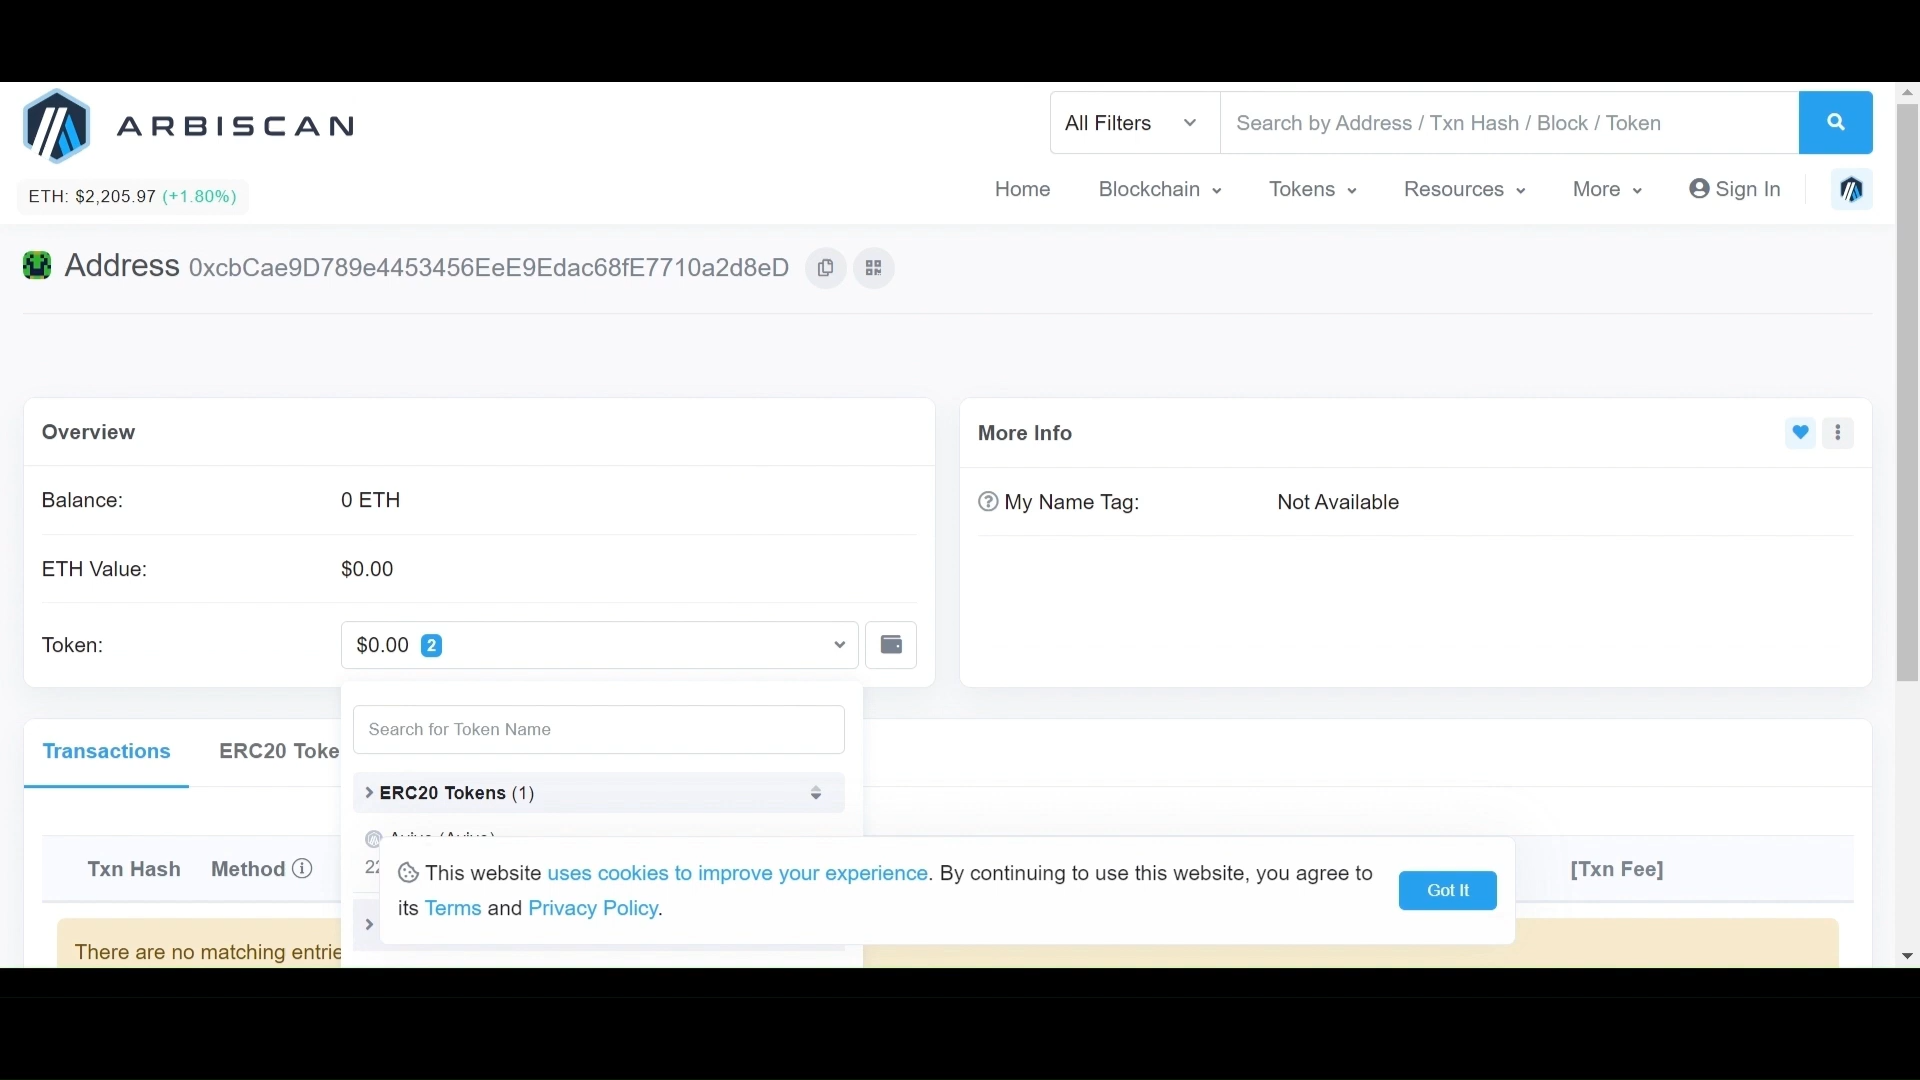 ARBISCAN
All Filters
Search by Address / Txn Hash / Block / Token
ETH: $2,205.97 (+1.80%)
Home Blockchain Tokens Resources More Sign In
Address 0xcbCae9D789e4453456EeE9Edac68fE7710a2d8eD
Overview
Balance: 0 ETH
ETH Value: $0.00
Token: $0.00 2
More Info
My Name Tag: Not Available
Search for Token Name
ERC20 Tokens (1)
Transactions ERC20 Toke
Txn Hash Method [Txn Fee]
22
This website uses cookies to improve your experience. By continuing to use this website, you agree to
its Terms and Privacy Policy.
Got It
There are no matching entrie